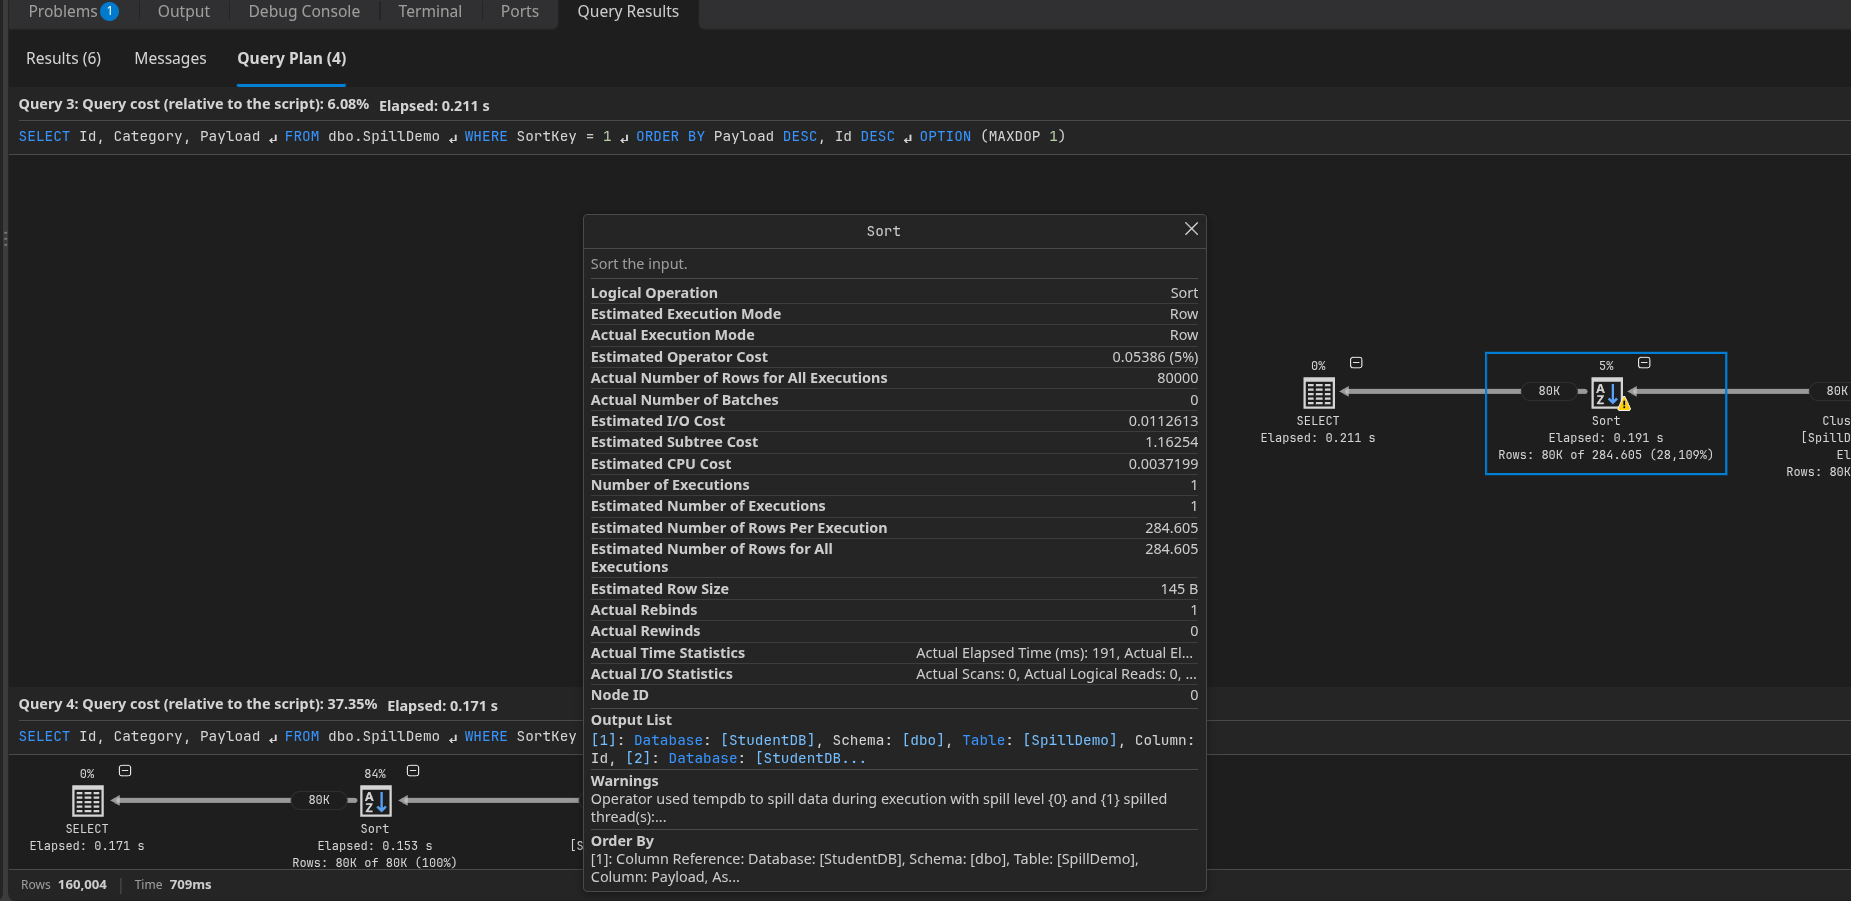 Problems 1 Output Debug Console Terminal Ports Query Results
Results (6) Messages Query Plan (4)
Query 3: Query cost (relative to the script): 6.08% Elapsed: 0.211 s
SELECT Id, Category, Payload ↲ FROM dbo.SpillDemo ↲ WHERE SortKey = 1 ↲ ORDER BY Payload DESC, Id DESC ↲ OPTION (MAXDOP 1)
Sort
Sort the input.
Logical Operation Sort
Estimated Execution Mode Row
Actual Execution Mode Row
Estimated Operator Cost 0.05386 (5%)
Actual Number of Rows for All Executions 80000
Actual Number of Batches 0
Estimated I/O Cost 0.0112613
Estimated Subtree Cost 1.16254
Estimated CPU Cost 0.0037199
Number of Executions 1
Estimated Number of Executions 1
Estimated Number of Rows Per Execution 284.605
Estimated Number of Rows for All 284.605
Executions
Estimated Row Size 145 B
Actual Rebinds 1
Actual Rewinds 0
Actual Time Statistics Actual Elapsed Time (ms): 191, Actual El...
Actual I/O Statistics Actual Scans: 0, Actual Logical Reads: 0, ...
Node ID 0
Output List
[1]: Database: [StudentDB], Schema: [dbo], Table: [SpillDemo], Column:
Id, [2]: Database: [StudentDB...
Warnings
Operator used tempdb to spill data during execution with spill level {0} and {1} spilled
thread(s):...
Order By
[1]: Column Reference: Database: [StudentDB], Schema: [dbo], Table: [SpillDemo],
Column: Payload, As...
0% 5%
80K A Z 80K
SELECT Sort Clus
Elapsed: 0.211 s Elapsed: 0.191 s [SpillD
Rows: 80K of 284.605 (28,109%) El
Rows: 80K
Query 4: Query cost (relative to the script): 37.35% Elapsed: 0.171 s
SELECT Id, Category, Payload ↲ FROM dbo.SpillDemo ↲ WHERE SortKey
0% 84%
80K A Z
SELECT Sort
Elapsed: 0.171 s Elapsed: 0.153 s [S
Rows: 80K of 80K (100%)
Rows 160,004 Time 709ms